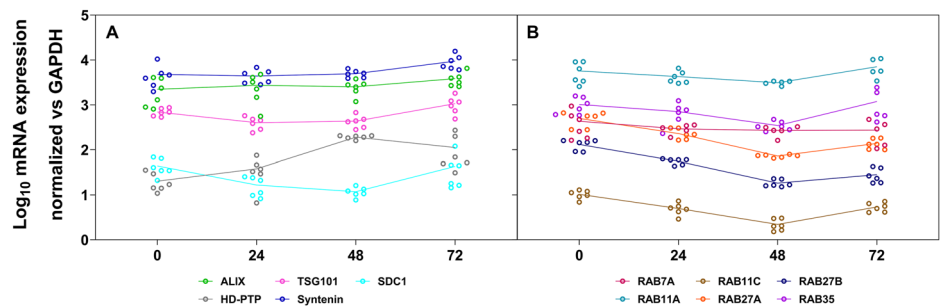 Log10 mRNA expression
normalized vs GAPDH
5
4
3
2
1
0
A
B
0 24 48 72
0 24 48 72
ALIX TSG101 SDC1
HD-PTP Syntenin
RAB7A RAB11C RAB27B
RAB11A RAB27A RAB35